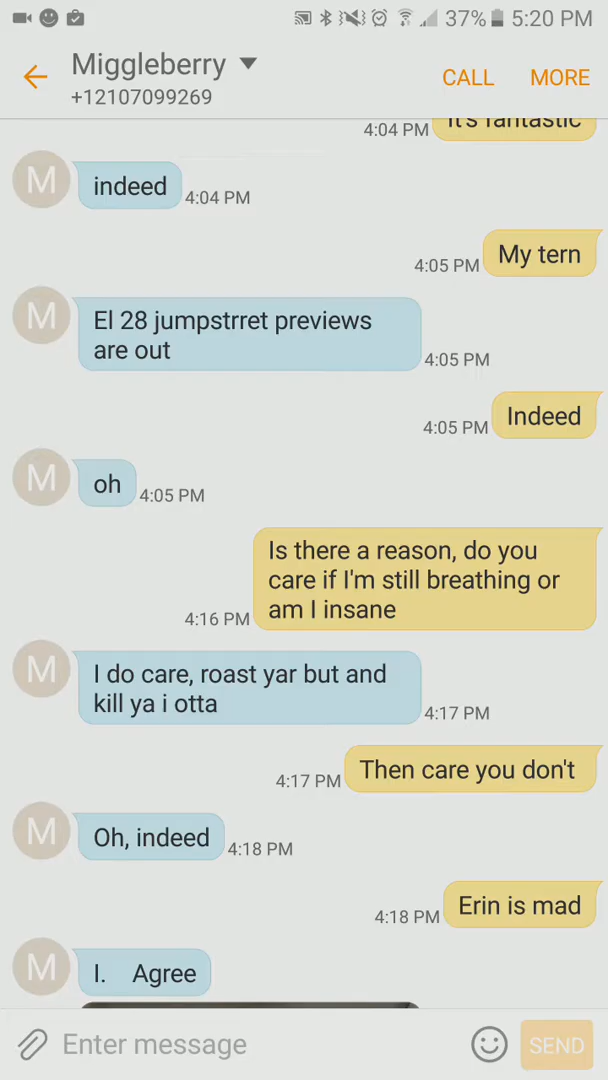 37% 5:20 PM
Miggleberry
+12107099269
CALL MORE
It's fantastic
4:04 PM
M
indeed
4:04 PM
My tern
4:05 PM
M
El 28 jumpstrret previews
are out
4:05 PM
Indeed
4:05 PM
M
oh
4:05 PM
Is there a reason, do you
care if I'm still breathing or
am I insane
4:16 PM
M
I do care, roast yar but and
kill ya i otta
4:17 PM
Then care you don't
4:17 PM
M
Oh, indeed
4:18 PM
Erin is mad
4:18 PM
M
I. Agree
Enter message
SEND